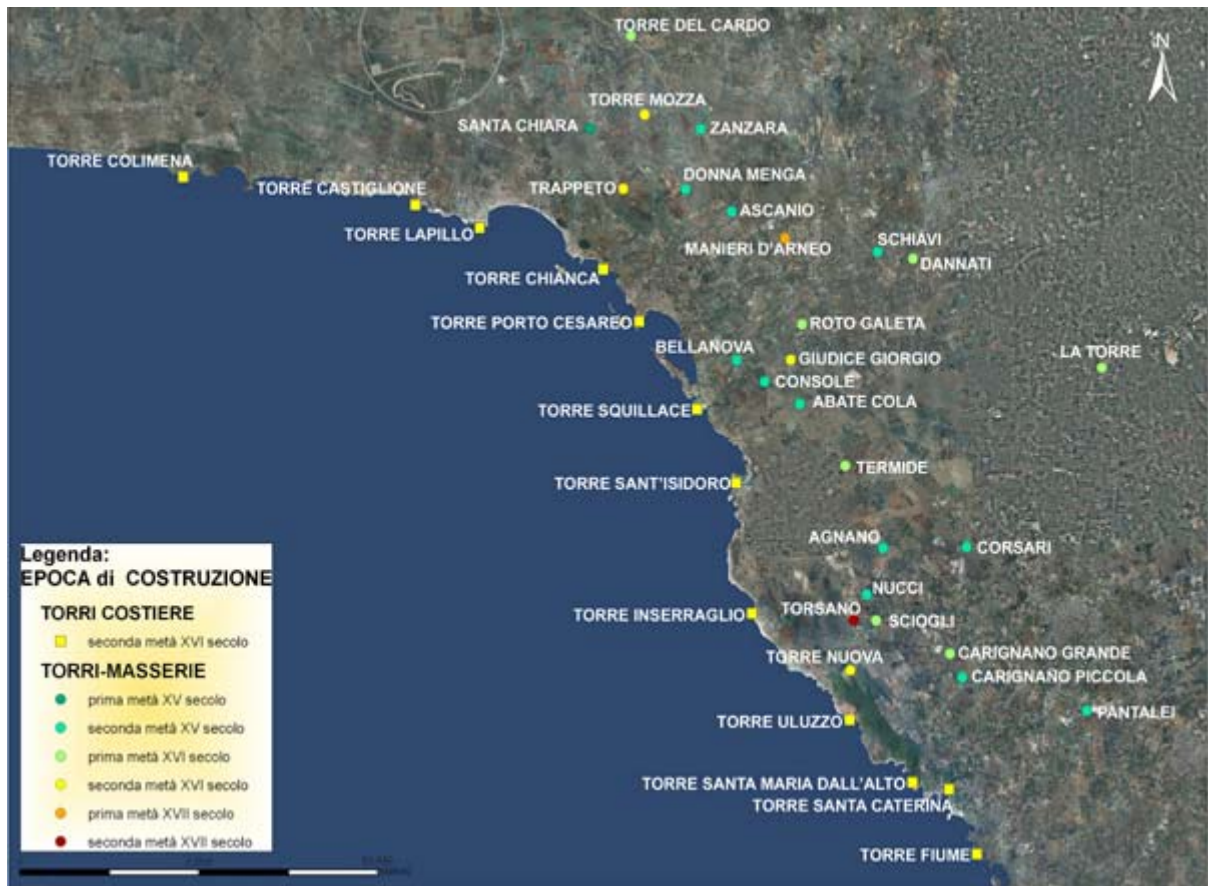 TORRE DEL CARDO
N
TORRE MOZZA
SANTA CHIARA
ZANZARA
TORRE COLIMENA
DONNA MENGA
TORRE CASTIGLIONE
TRAPPETO
ASCANIO
TORRE LAPILLO
MANIERI D'ARNEO
SCHIAVI
DANNATI
TORRE CHIANCA
TORRE PORTO CESAREO
ROTO GALETA
BELLANOVA
GIUDICE GIORGIO
LA TORRE
CONSOLE
ABATE COLA
TORRE SQUILLACE
TERMIDE
TORRE SANT'ISIDORO
AGNANO
CORSARI
NUCCI
TORRE INSERRAGLIO
TORSANO
SCIOGLI
TORRE NUOVA
CARIGNANO GRANDE
CARIGNANO PICCOLA
PANTALEI
TORRE ULUZZO
TORRE SANTA MARIA DALL'ALTO
TORRE SANTA CATERINA
TORRE FIUME
Legenda:
EPOCA di COSTRUZIONE
TORRI COSTIERE
seconda metà XVI secolo
TORRI-MASSERIE
prima metà XV secolo
seconda metà XV secolo
prima metà XVI secolo
seconda metà XVI secolo
prima metà XVII secolo
seconda metà XVII secolo